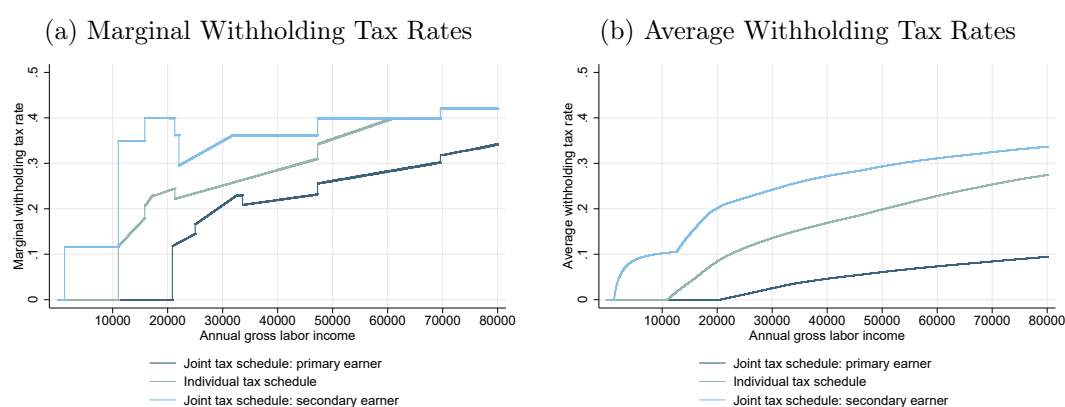 (a) Marginal Withholding Tax Rates
Marginal withholding tax rate
.5
.4
.3
.2
.1
0
10000 20000 30000 40000 50000 60000 70000 80000
Annual gross labor income
Joint tax schedule: primary earner
Individual tax schedule
Joint tax schedule: secondary earner
(b) Average Withholding Tax Rates
Average withholding tax rate
.5
.4
.3
.2
.1
0
10000 20000 30000 40000 50000 60000 70000 80000
Annual gross labor income
Joint tax schedule: primary earner
Individual tax schedule
Joint tax schedule: secondary earner